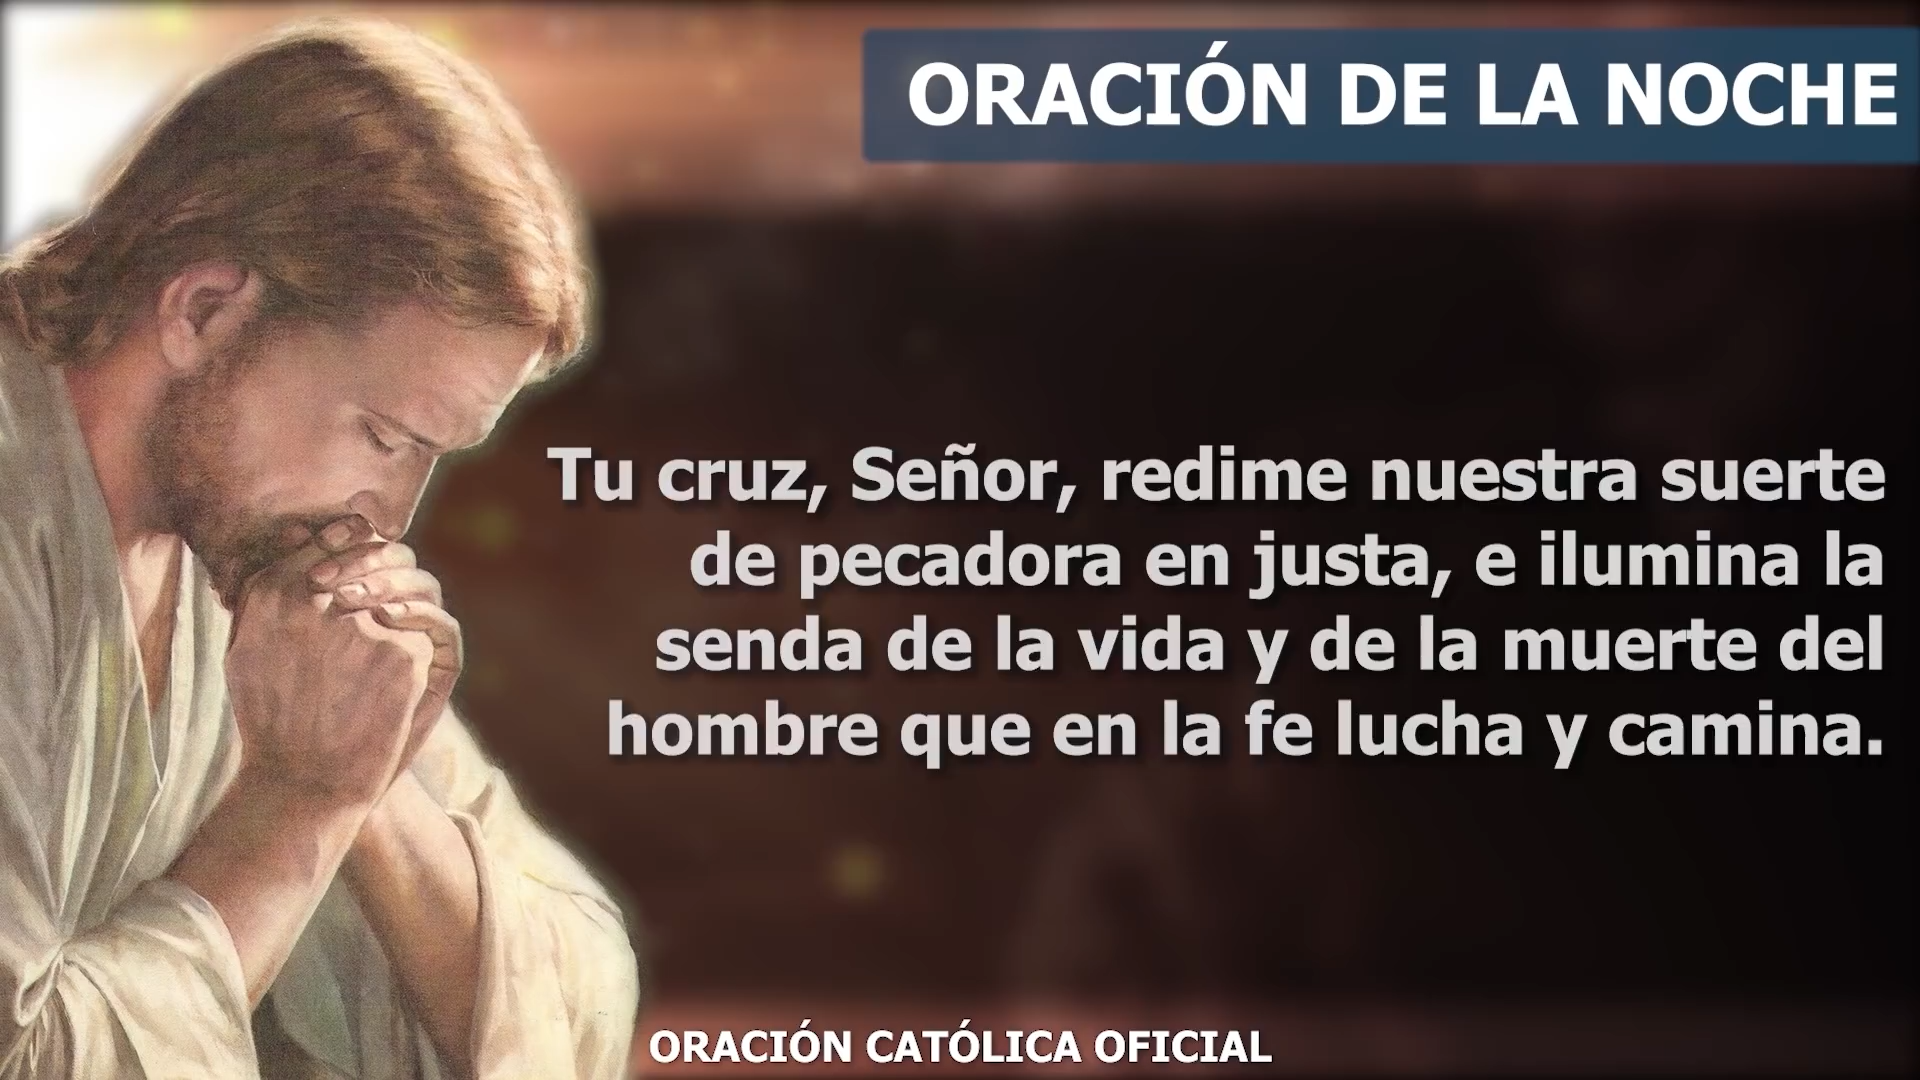 ORACIÓN DE LA NOCHE
Tu cruz, Señor, redime nuestra suerte
de pecadora en justa, e ilumina la
senda de la vida y de la muerte del
hombre que en la fe lucha y camina.
ORACIÓN CATÓLICA OFICIAL